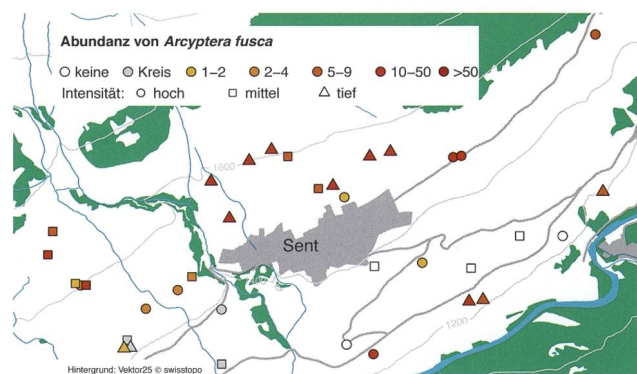 Abundanz von Arcyptera fusca
keine Kreis 1–2 2–4 5–9 10–50 >50
Intensität: hoch mittel tief
1600
Sent
1200
Hintergrund: Vektor25 © swisstopo